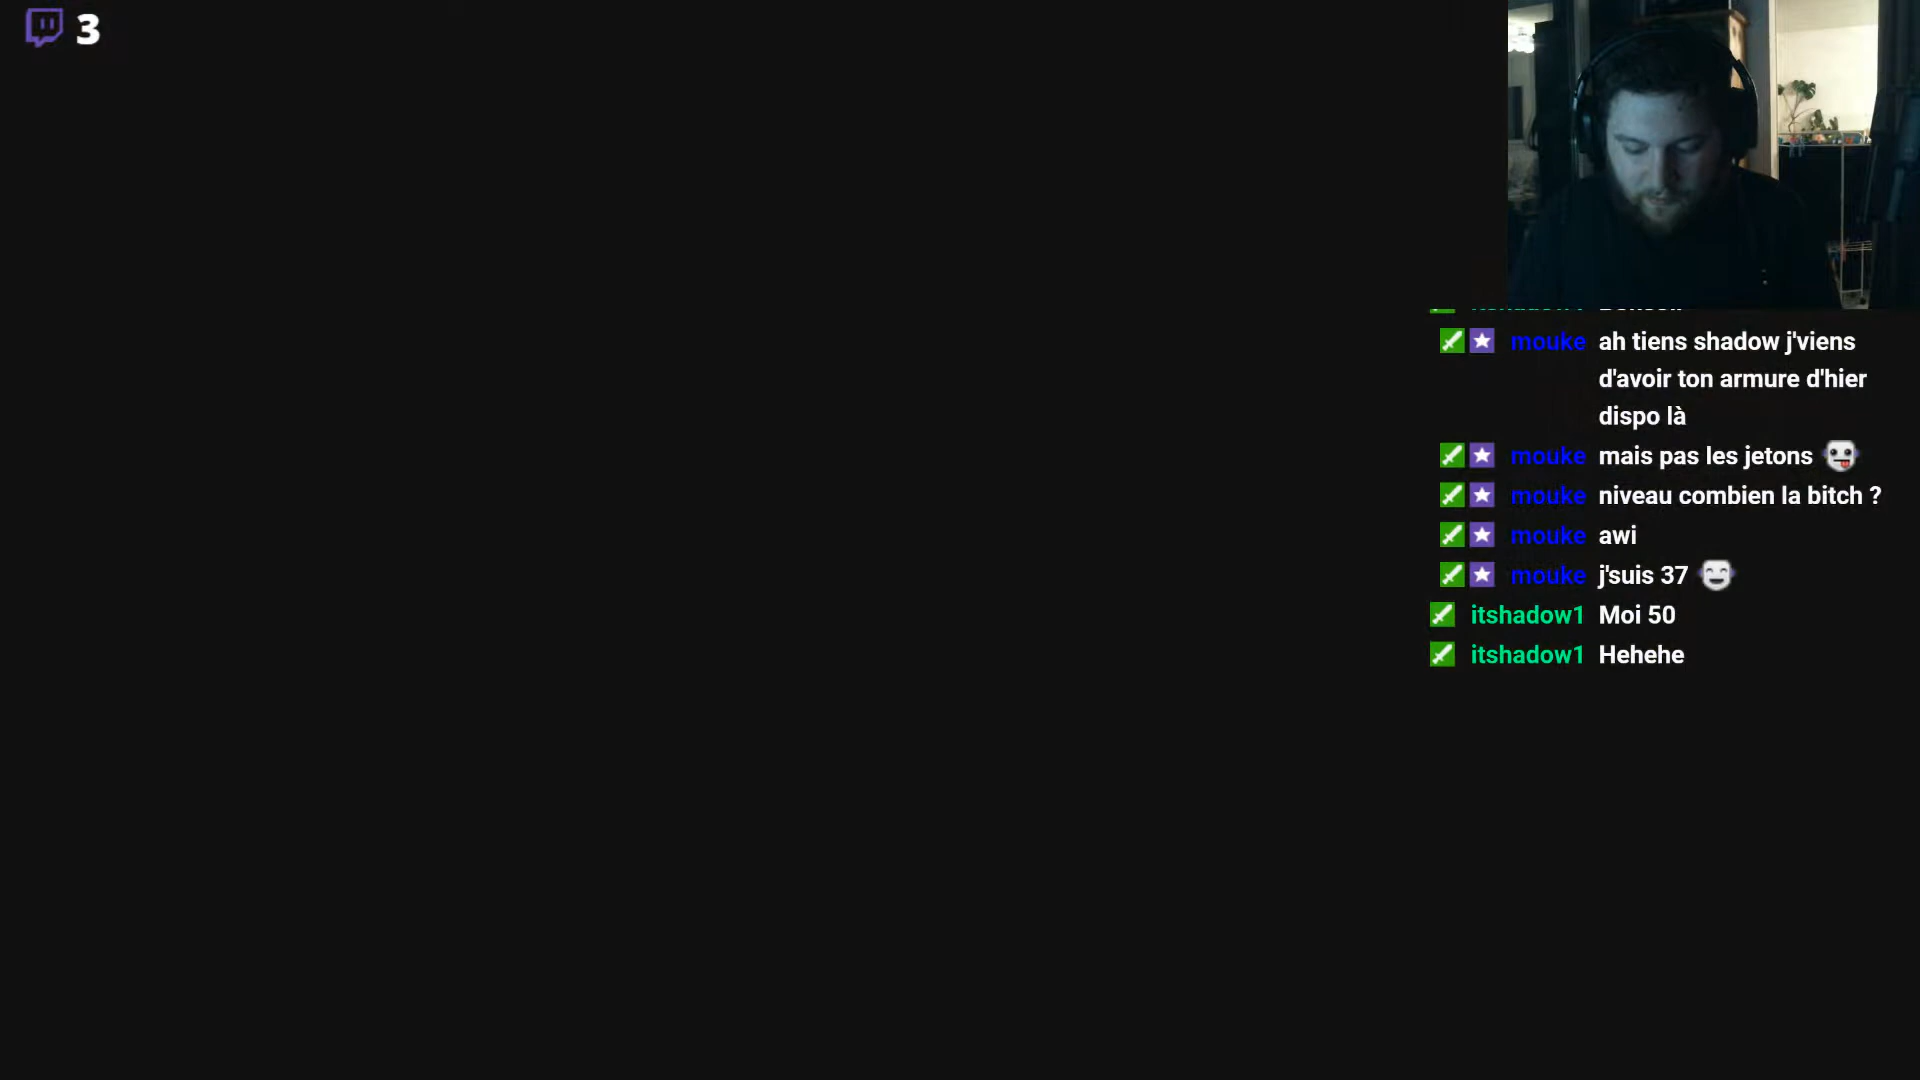 3
mouke ah tiens shadow j'viens
d'avoir ton armure d'hier
dispo là
mouke mais pas les jetons
mouke niveau combien la bitch ?
mouke awi
mouke j'suis 37
itshadow1 Moi 50
itshadow1 Hehehe